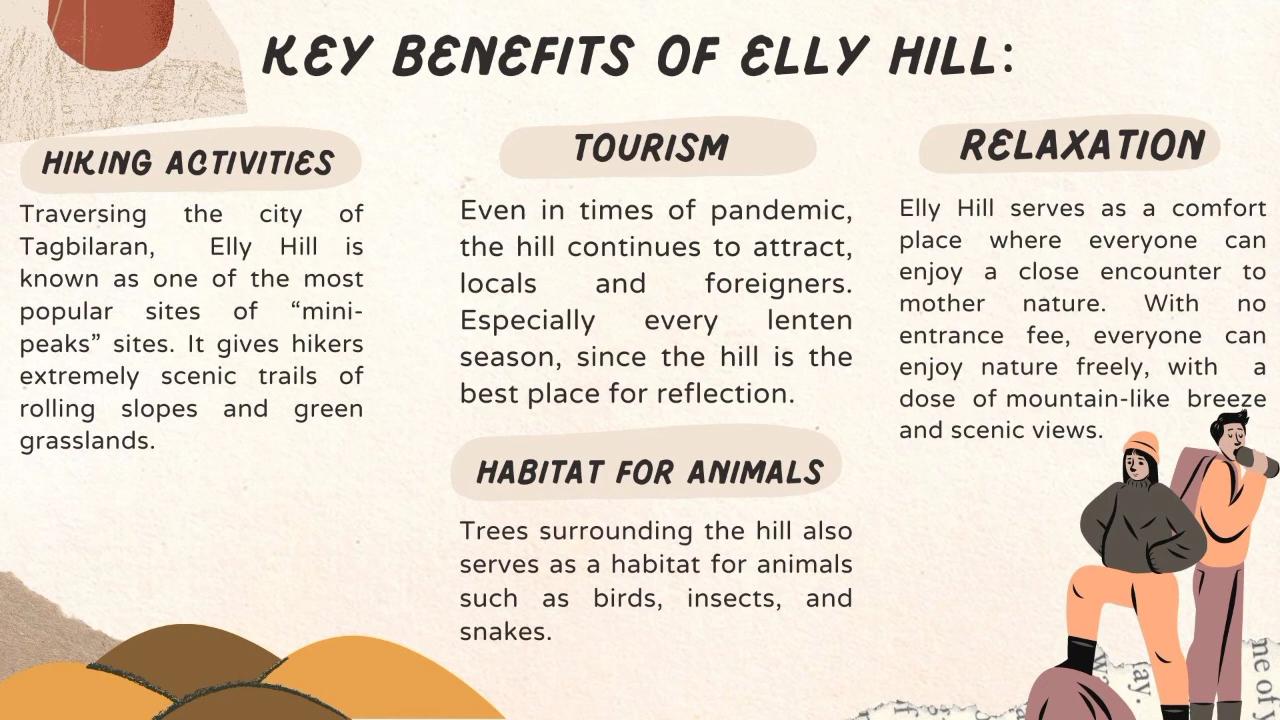 KEY BENEFITS OF ELLY HILL:
HIKING ACTIVITIES
Traversing the city of
Tagbilaran, Elly Hill is
known as one of the most
popular sites of “mini-
peaks” sites. It gives hikers
extremely scenic trails of
rolling slopes and green
grasslands.
TOURISM
Even in times of pandemic,
the hill continues to attract,
locals and foreigners.
Especially every lenten
season, since the hill is the
best place for reflection.
HABITAT FOR ANIMALS
Trees surrounding the hill also
serves as a habitat for animals
such as birds, insects, and
snakes.
RELAXATION
Elly Hill serves as a comfort
place where everyone can
enjoy a close encounter to
mother nature. With no
entrance fee, everyone can
enjoy nature freely, with a
dose of mountain-like breeze
and scenic views.
me of